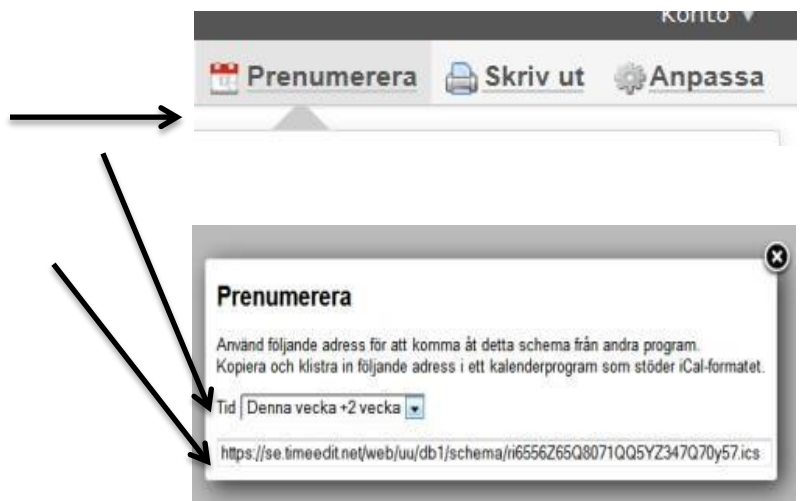 Konto ▼
Prenumerera Skriv ut Anpassa
Prenumerera
Använd följande adress för att komma åt detta schema från andra program.
Kopiera och klistra in följande adress i ett kalenderprogram som stöder iCal-formatet.
Tid Denna vecka +2 vecka
https://se.timeedit.net/web/uu/db1/schema/ri6556Z65Q8071QQ5YZ347Q70y57.ics